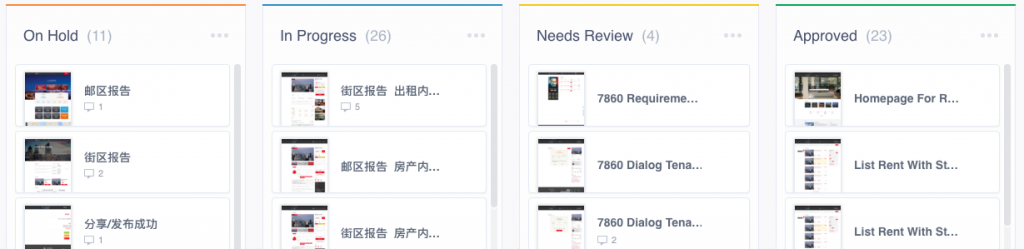 On Hold (11)
邮区报告
1
街区报告
2
分享/发布成功
1
In Progress (26)
街区报告 出租内...
5
邮区报告 房产内...
街区报告 房产内...
Needs Review (4)
7860 Requireme...
7860 Dialog Tena...
7860 Dialog Tena...
2
Approved (23)
Homepage For R...
List Rent With St...
List Rent With St...